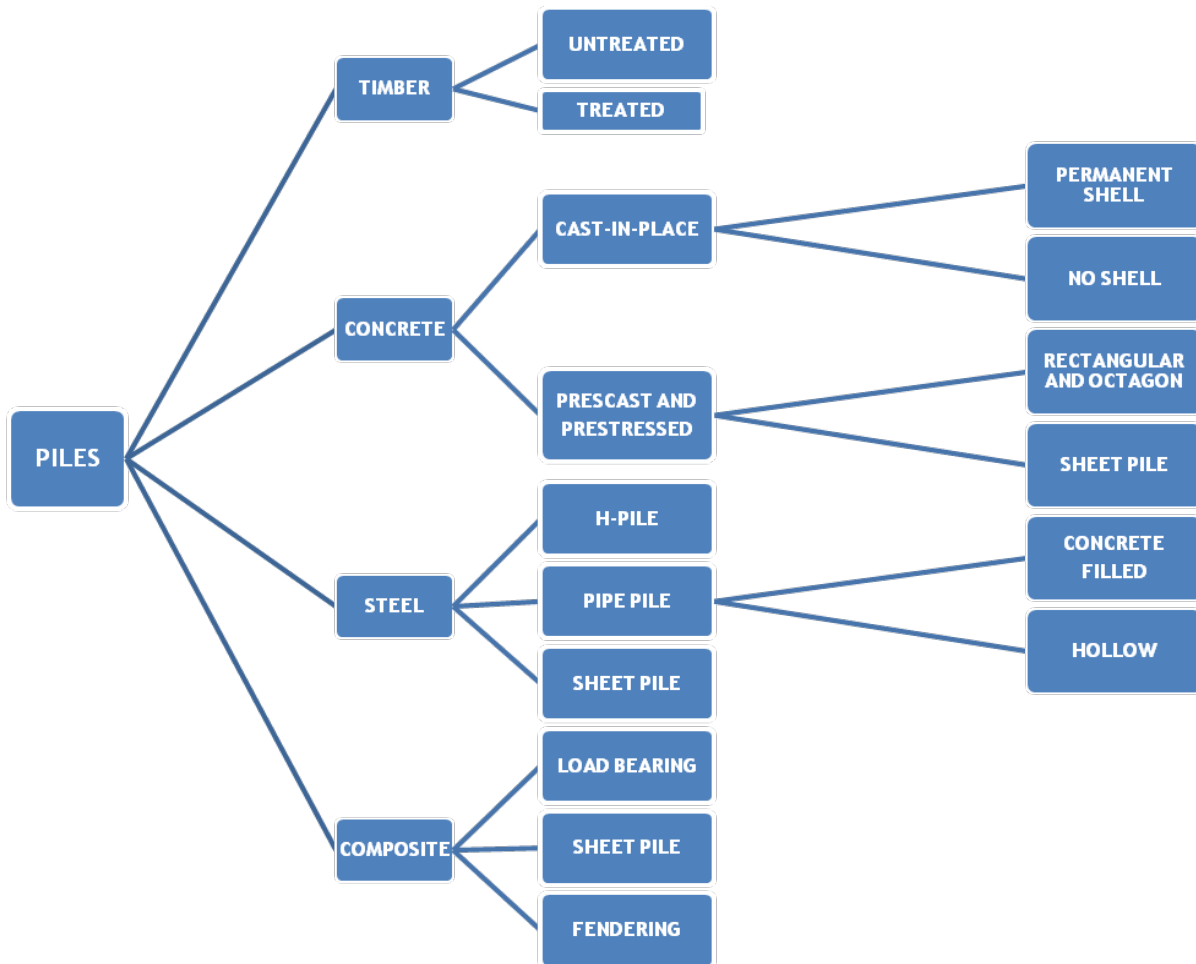 PILES
TIMBER
UNTREATED
TREATED
CONCRETE
CAST-IN-PLACE
PERMANENT
SHELL
NO SHELL
PRESCAST AND
PRESTRESSED
RECTANGULAR
AND OCTAGON
SHEET PILE
STEEL
H-PILE
PIPE PILE
CONCRETE
FILLED
HOLLOW
SHEET PILE
COMPOSITE
LOAD BEARING
SHEET PILE
FENDERING